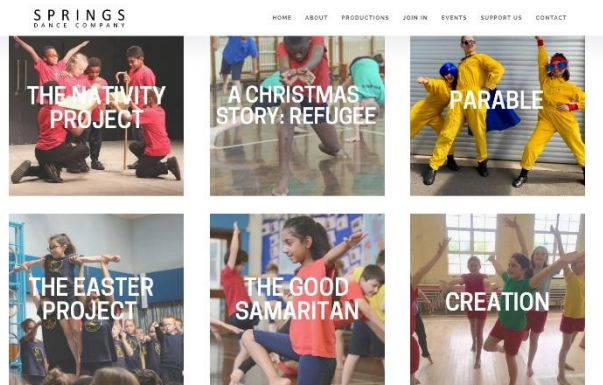 SPRINGS
DANCE COMPANY
HOME ABOUT PRODUCTIONS JOIN IN EVENTS SUPPORT US CONTACT
THE NATIVITY
PROJECT
A CHRISTMAS
STORY: REFUGEE
PARABLE
THE EASTER
PROJECT
THE GOOD
SAMARITAN
CREATION